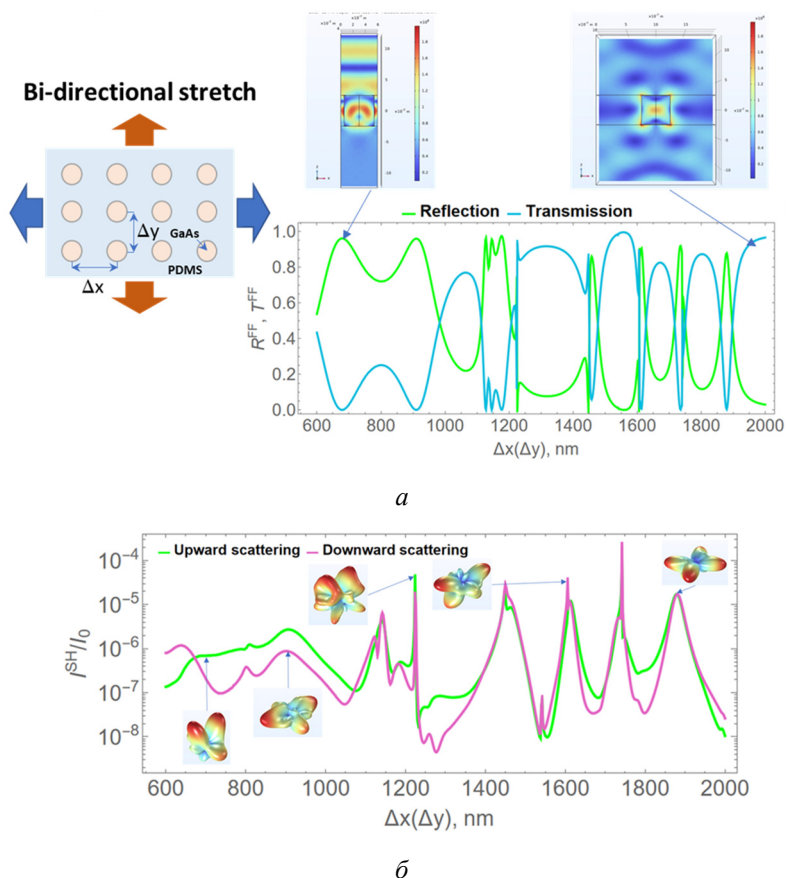 Bi-directional stretch
Δy
GaAs
PDMS
Δx
Reflection Transmission
R^FF, T^FF
1.0
0.8
0.6
0.4
0.2
0.0
600 800 1000 1200 1400 1600 1800 2000
Δx(Δy), nm
а
Upward scattering Downward scattering
I^SH/I_0
10^−4
10^−5
10^−6
10^−7
10^−8
600 800 1000 1200 1400 1600 1800 2000
Δx(Δy), nm
б